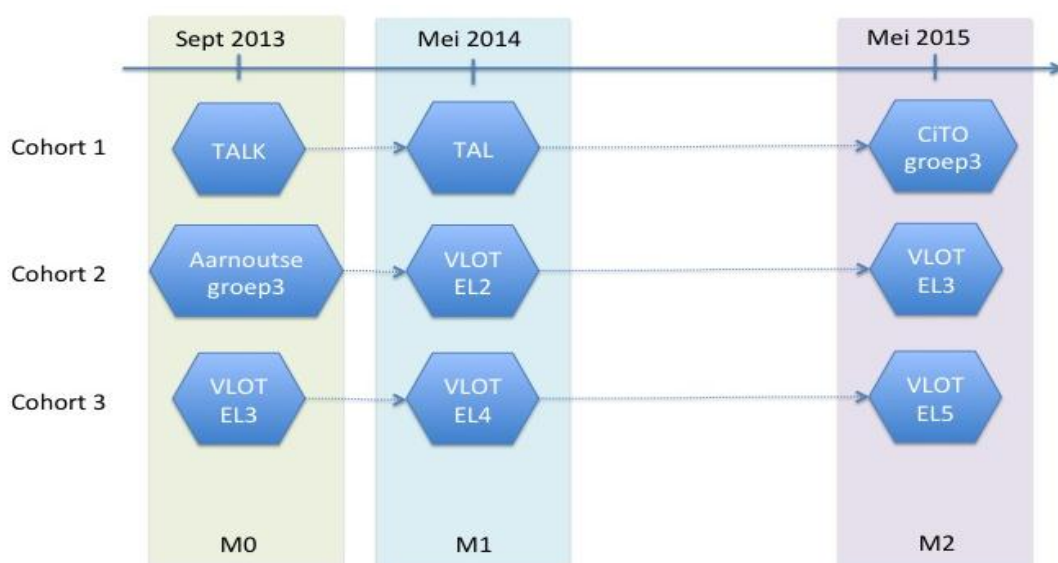 Sept 2013
Mei 2014
Mei 2015
Cohort 1
TALK
TAL
CiTO
groep3
Cohort 2
Aarnoutse
groep3
VLOT
EL2
VLOT
EL3
Cohort 3
VLOT
EL3
VLOT
EL4
VLOT
EL5
M0
M1
M2